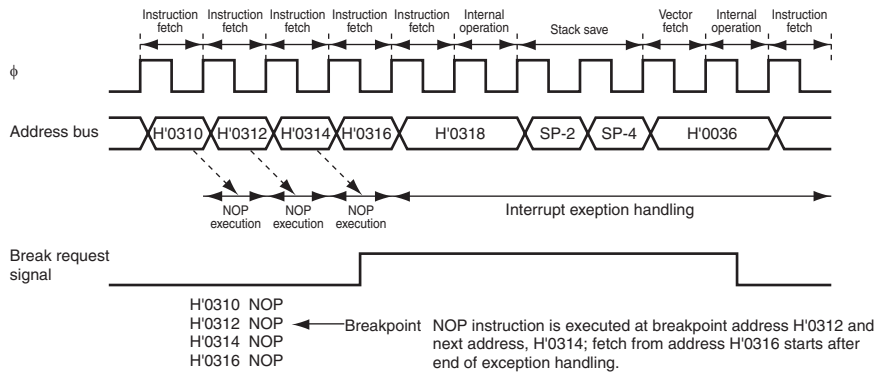 Instruction fetch
Instruction fetch
Instruction fetch
Instruction fetch
Instruction fetch
Internal operation
Stack save
Vector fetch
Internal operation
Instruction fetch
ϕ
Address bus
H'0310
H'0312
H'0314
H'0316
H'0318
SP-2
SP-4
H'0036
NOP execution
NOP execution
NOP execution
Interrupt exeption handling
Break request
signal
H'0310 NOP
H'0312 NOP
H'0314 NOP
H'0316 NOP
Breakpoint
NOP instruction is executed at breakpoint address H'0312 and
next address, H'0314; fetch from address H'0316 starts after
end of exception handling.